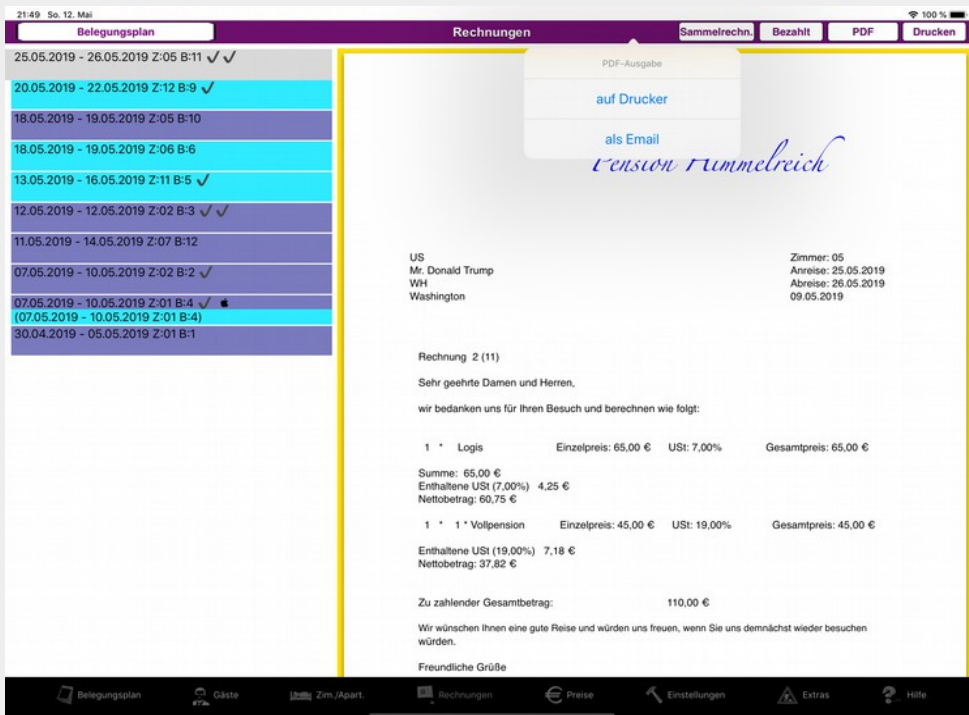 21:49 So. 12. Mai
100 %
Belegungsplan
Rechnungen
Sammelrechn.
Bezahlt
PDF
Drucken
25.05.2019 - 26.05.2019 Z:05 B:11 ✓ ✓
20.05.2019 - 22.05.2019 Z:12 B:9 ✓
18.05.2019 - 19.05.2019 Z:05 B:10
18.05.2019 - 19.05.2019 Z:06 B:6
13.05.2019 - 16.05.2019 Z:11 B:5 ✓
12.05.2019 - 12.05.2019 Z:02 B:3 ✓ ✓
11.05.2019 - 14.05.2019 Z:07 B:12
07.05.2019 - 10.05.2019 Z:02 B:2 ✓
07.05.2019 - 10.05.2019 Z:01 B:4 ✓
(07.05.2019 - 10.05.2019 Z:01 B:4)
30.04.2019 - 05.05.2019 Z:01 B:1
PDF-Ausgabe
auf Drucker
als Email
Pension Himmelreich
US
Mr. Donald Trump
WH
Washington
Zimmer: 05
Anreise: 25.05.2019
Abreise: 26.05.2019
09.05.2019
Rechnung 2 (11)
Sehr geehrte Damen und Herren,
wir bedanken uns für Ihren Besuch und berechnen wie folgt:
1 * Logis Einzelpreis: 65,00 € USt: 7,00% Gesamtpreis: 65,00 €
Summe: 65,00 €
Enthaltene USt (7,00%) 4,25 €
Nettobetrag: 60,75 €
1 * 1 * Vollpension Einzelpreis: 45,00 € USt: 19,00% Gesamtpreis: 45,00 €
Enthaltene USt (19,00%) 7,18 €
Nettobetrag: 37,82 €
Zu zahlender Gesamtbetrag: 110,00 €
Wir wünschen Ihnen eine gute Reise und würden uns freuen, wenn Sie uns demnächst wieder besuchen
würden.
Freundliche Grüße
Belegungsplan
Gäste
Zim./Apart.
Rechnungen
Preise
Einstellungen
Extras
Hilfe